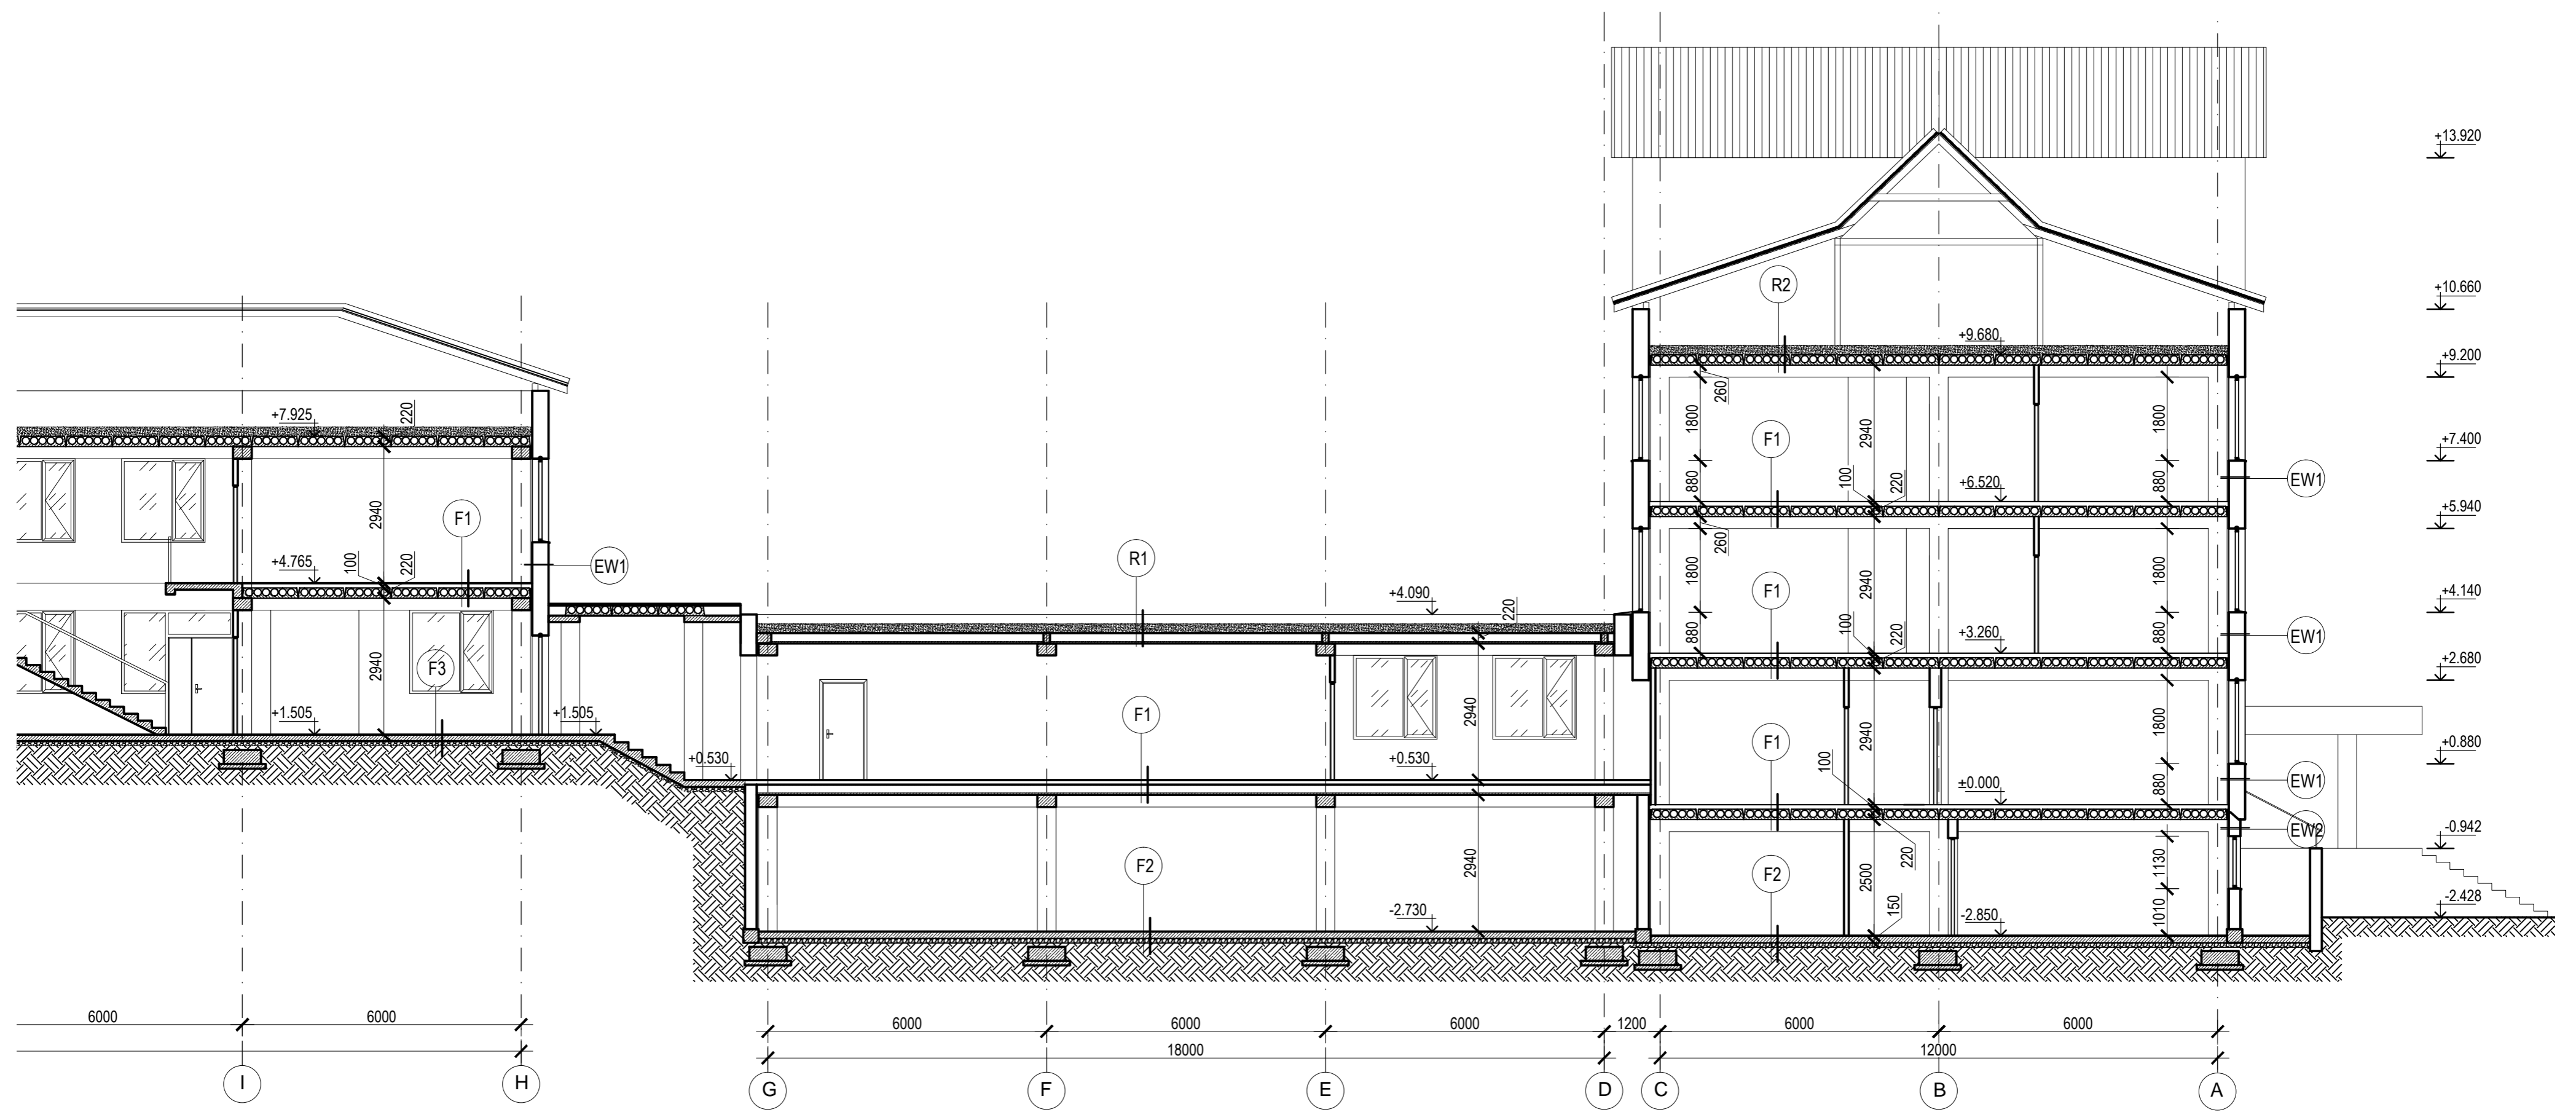 +13.920
+10.660
R2
+9.680
+9.200
260
1800
1800
+7.925
220
2940
F1
+7.400
100
220
880
+6.520
880
EW1
2940
F1
+5.940
260
1800
2940
1800
R1
F1
+4.765
100
220
EW1
+4.090
220
+4.140
100
220
880
+3.260
880
EW1
2940
F3
+2.680
F1
2940
F1
2940
1800
+1.505
+1.505
+0.530
+0.530
100
±0.000
880
+0.880
EW1
F2
2940
F2
2500
220
1130
EW2
-0.942
-2.730
150
-2.850
1010
-2.428
6000
6000
6000
6000
6000
1200
6000
6000
18000
12000
I
H
G
F
E
D
C
B
A